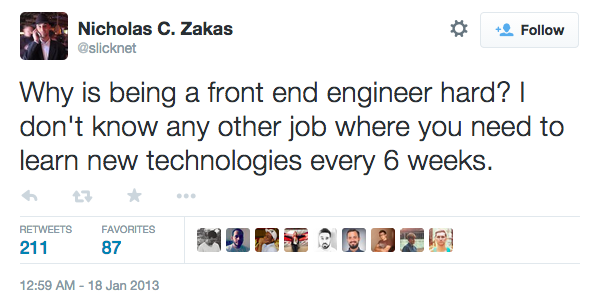 Nicholas C. Zakas
@slicknet
Follow
Why is being a front end engineer hard? I
don't know any other job where you need to
learn new technologies every 6 weeks.
RETWEETS
211
FAVORITES
87
12:59 AM - 18 Jan 2013